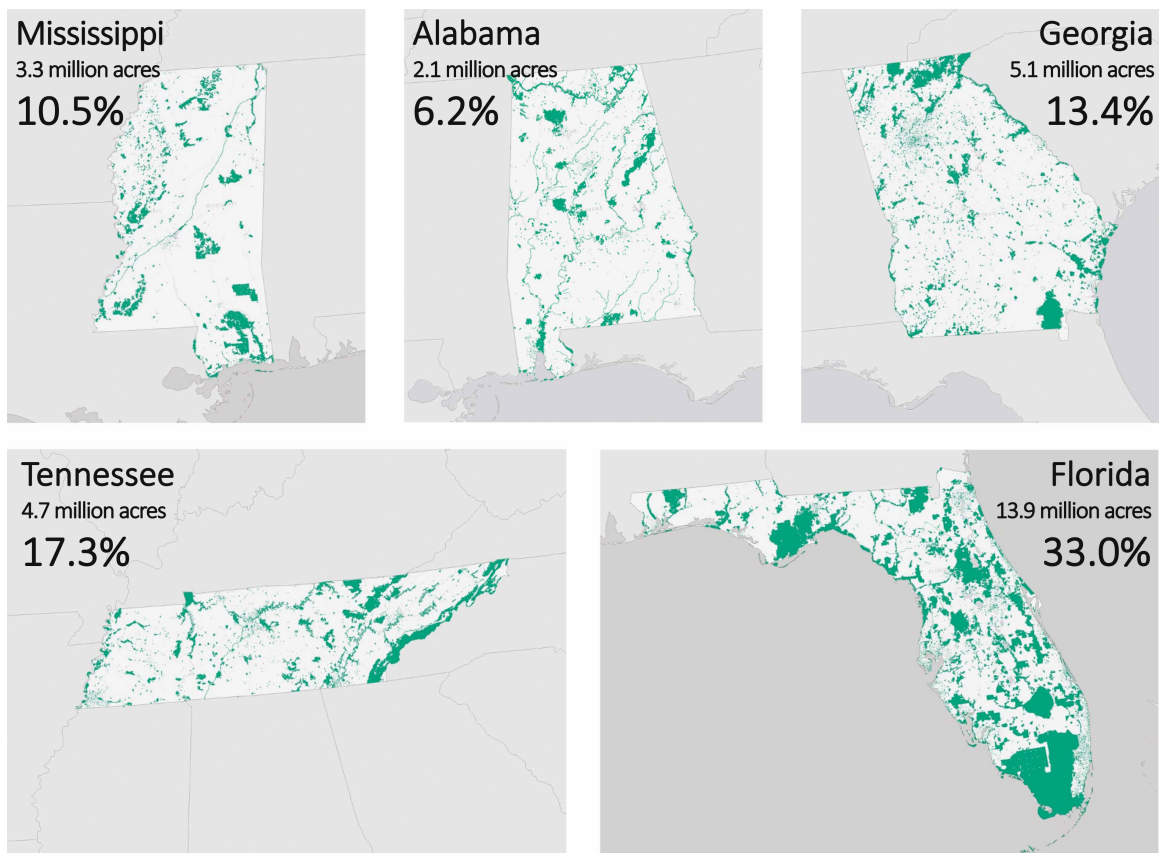 Mississippi
3.3 million acres
10.5%
Alabama
2.1 million acres
6.2%
Georgia
5.1 million acres
13.4%
Tennessee
4.7 million acres
17.3%
Florida
13.9 million acres
33.0%